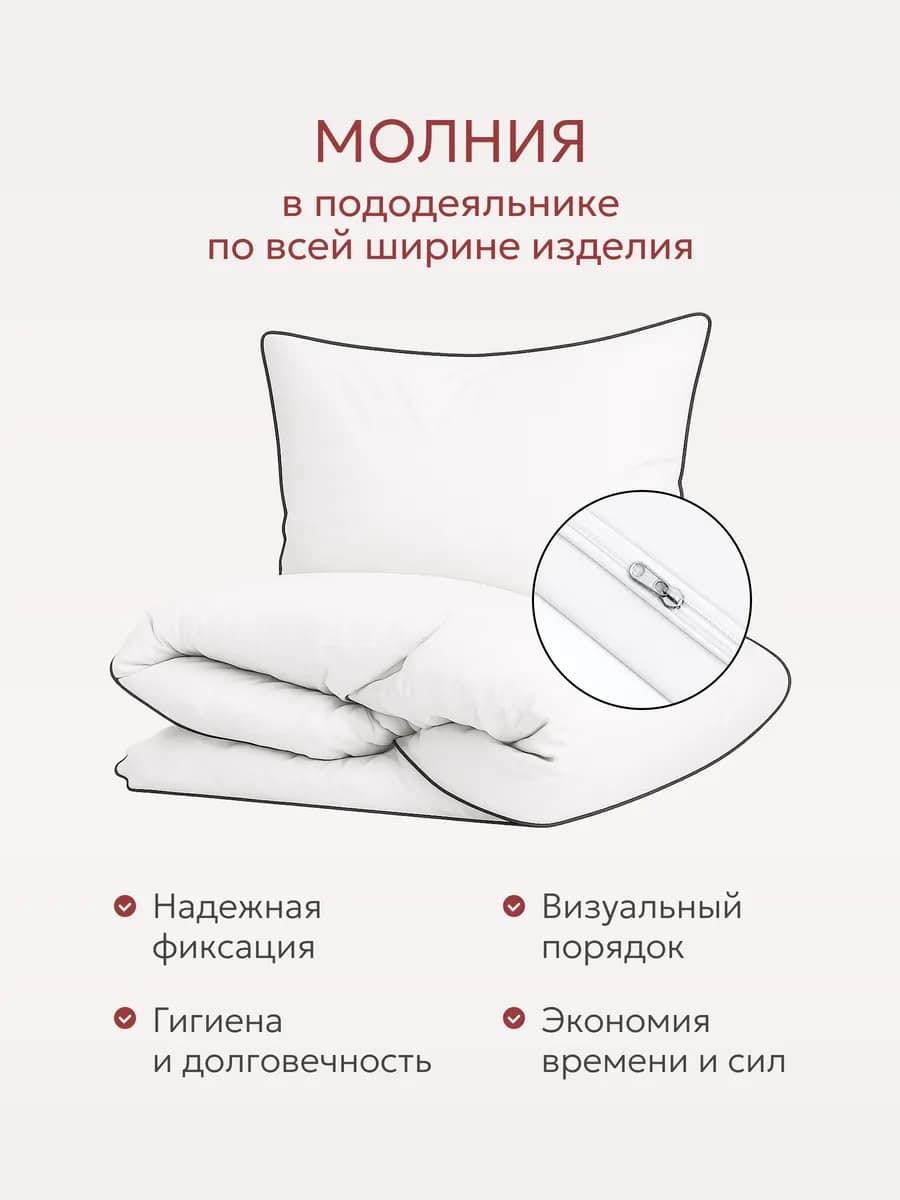 МОЛНИЯ
в пододеяльнике
по всей ширине изделия
Надежная
фиксация
Визуальный
порядок
Гигиена
и долговечность
Экономия
времени и сил